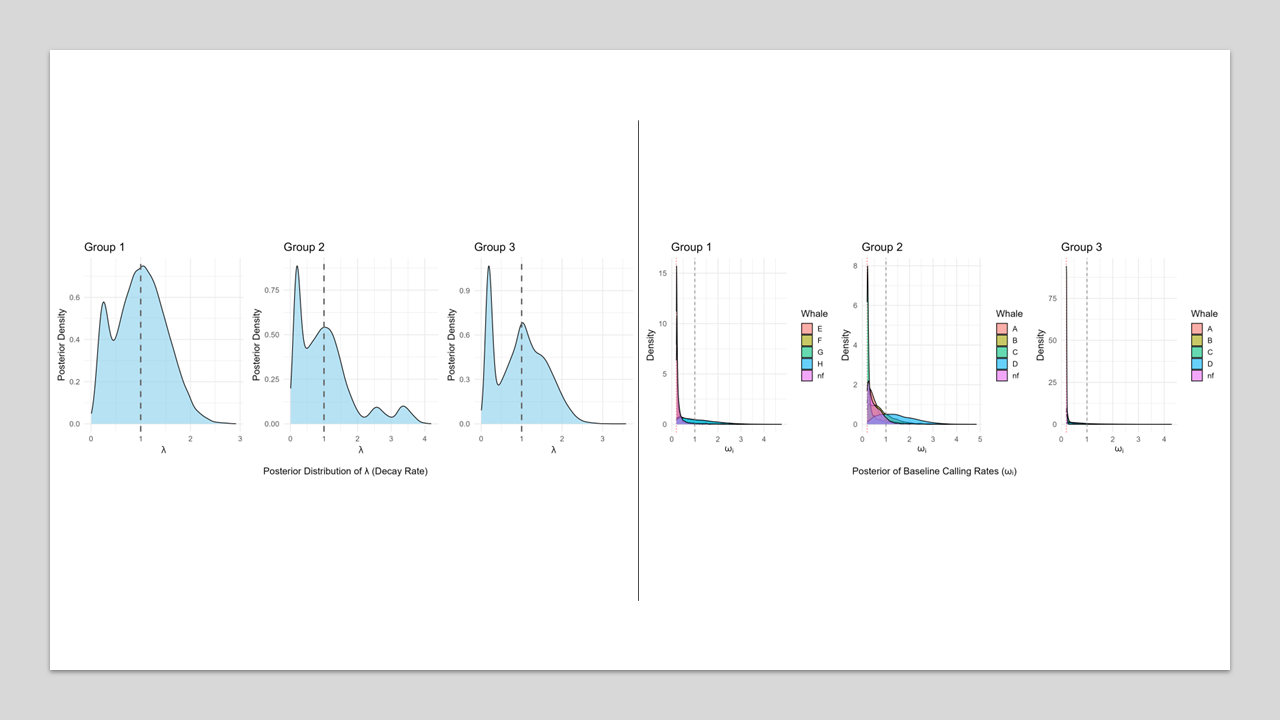 Group 1
Posterior Density
0.6
0.4
0.2
0.0
0 1 2 3
λ
Group 2
Posterior Density
0.75
0.50
0.25
0.00
0 1 2 3 4
λ
Group 3
Posterior Density
0.9
0.6
0.3
0.0
0 1 2 3
λ
Posterior Distribution of λ (Decay Rate)
Group 1
Density
15
10
5
0
0 1 2 3 4
ωi
Whale
E
F
G
H
nf
Group 2
Density
8
6
4
2
0
0 1 2 3 4 5
ωi
Whale
A
B
C
D
nf
Group 3
Density
75
50
25
0
0 1 2 3 4
ωi
Whale
A
B
C
D
nf
Posterior of Baseline Calling Rates (ωᵢ)